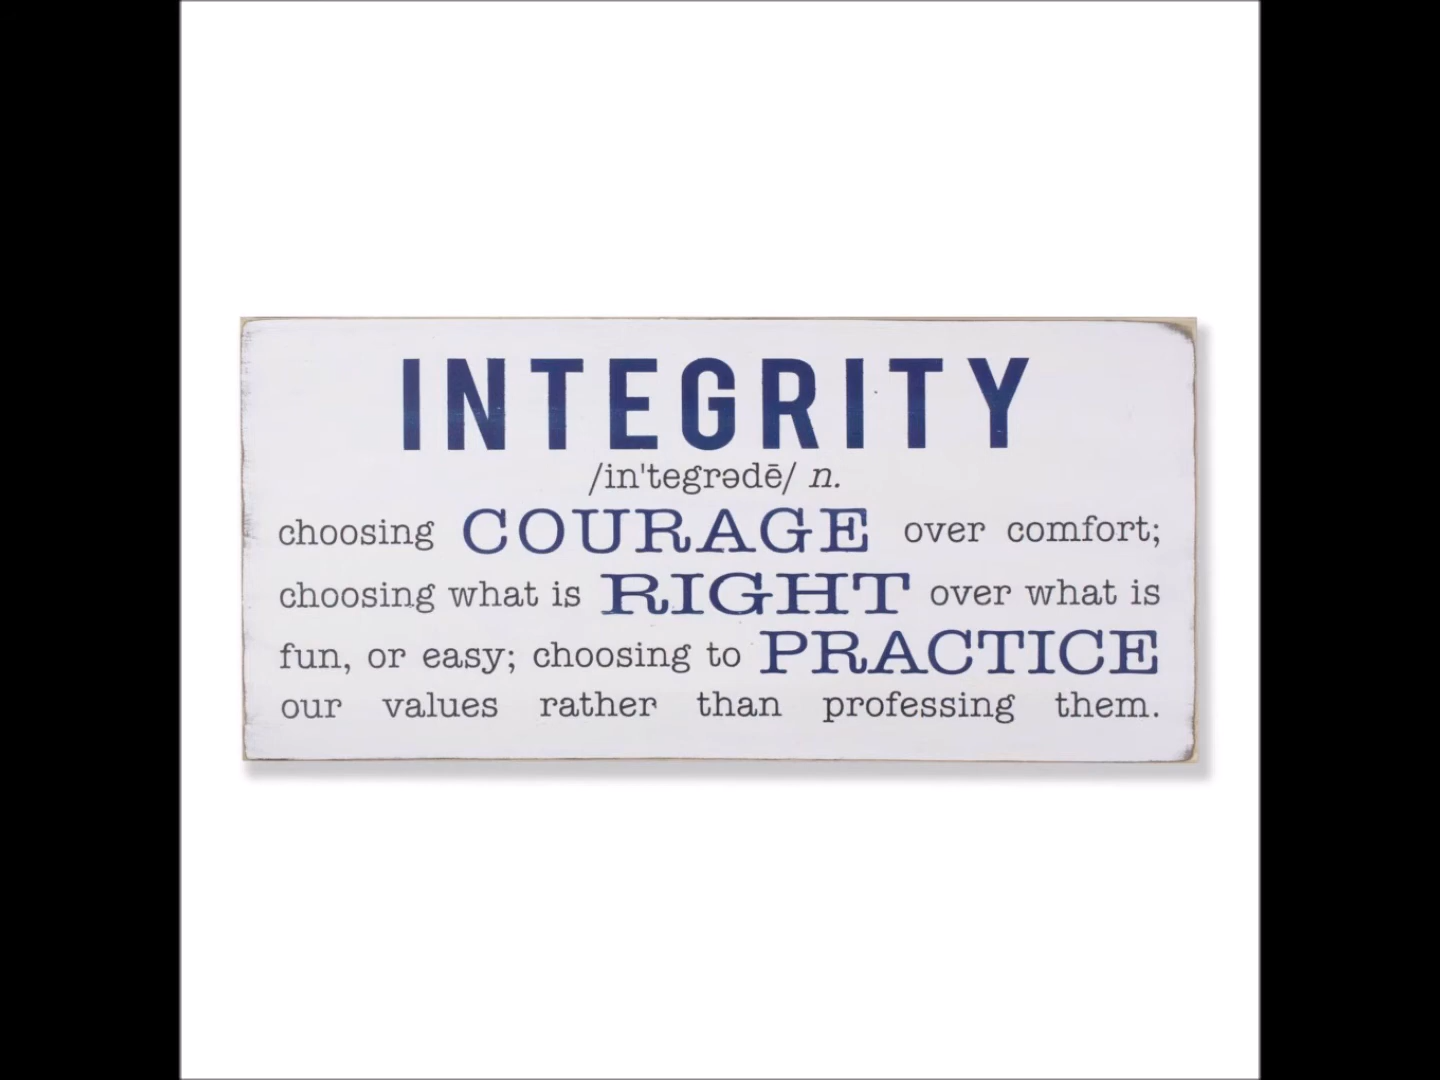 INTEGRITY
/in'tegrədē/ n.
choosing COURAGE over comfort;
choosing what is RIGHT over what is
fun, or easy; choosing to PRACTICE
our values rather than professing them.